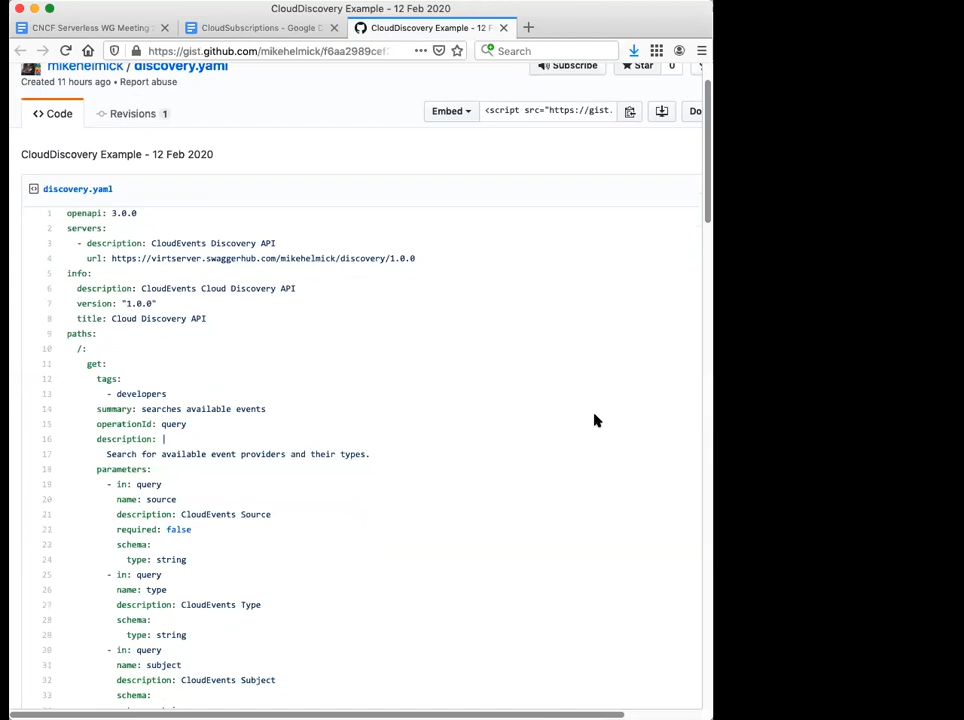 CloudDiscovery Example - 12 Feb 2020
CNCF Serverless WG Meeting
CloudSubscriptions - Google D
CloudDiscovery Example - 12 F
https://gist.github.com/mikehelmick/f6aa2989cef
Search
mikehelmick / discovery.yaml
Subscribe
Star
0
Created 11 hours ago • Report abuse
Code
Revisions 1
Embed
<script src="https://gist.
Do
CloudDiscovery Example - 12 Feb 2020
discovery.yaml
1 openapi: 3.0.0
2 servers:
3 - description: CloudEvents Discovery API
4 url: https://virtserver.swaggerhub.com/mikehelmick/discovery/1.0.0
5 info:
6 description: CloudEvents Cloud Discovery API
7 version: "1.0.0"
8 title: Cloud Discovery API
9 paths:
10 /:
11 get:
12 tags:
13 - developers
14 summary: searches available events
15 operationId: query
16 description: |
17 Search for available event providers and their types.
18 parameters:
19 - in: query
20 name: source
21 description: CloudEvents Source
22 required: false
23 schema:
24 type: string
25 - in: query
26 name: type
27 description: CloudEvents Type
28 schema:
29 type: string
30 - in: query
31 name: subject
32 description: CloudEvents Subject
33 schema: